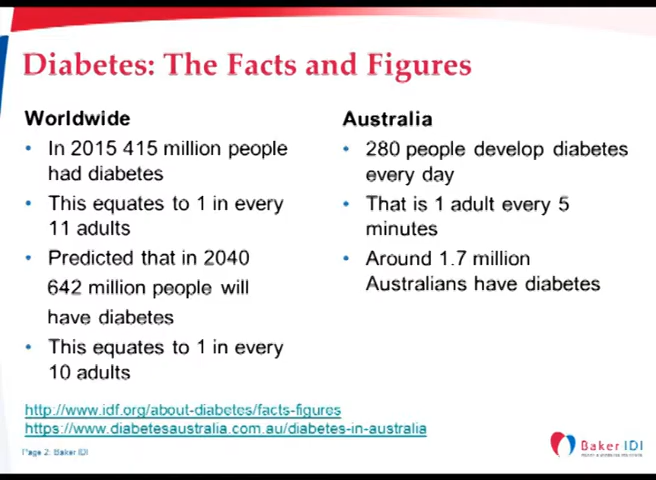 Diabetes: The Facts and Figures
Worldwide
• In 2015 415 million people
had diabetes
• This equates to 1 in every
11 adults
• Predicted that in 2040
642 million people will
have diabetes
• This equates to 1 in every
10 adults
Australia
• 280 people develop diabetes
every day
• That is 1 adult every 5
minutes
• Around 1.7 million
Australians have diabetes
http://www.idf.org/about-diabetes/facts-figures
https://www.diabetesaustralia.com.au/diabetes-in-australia
Page 2: Baker IDI
Baker IDI